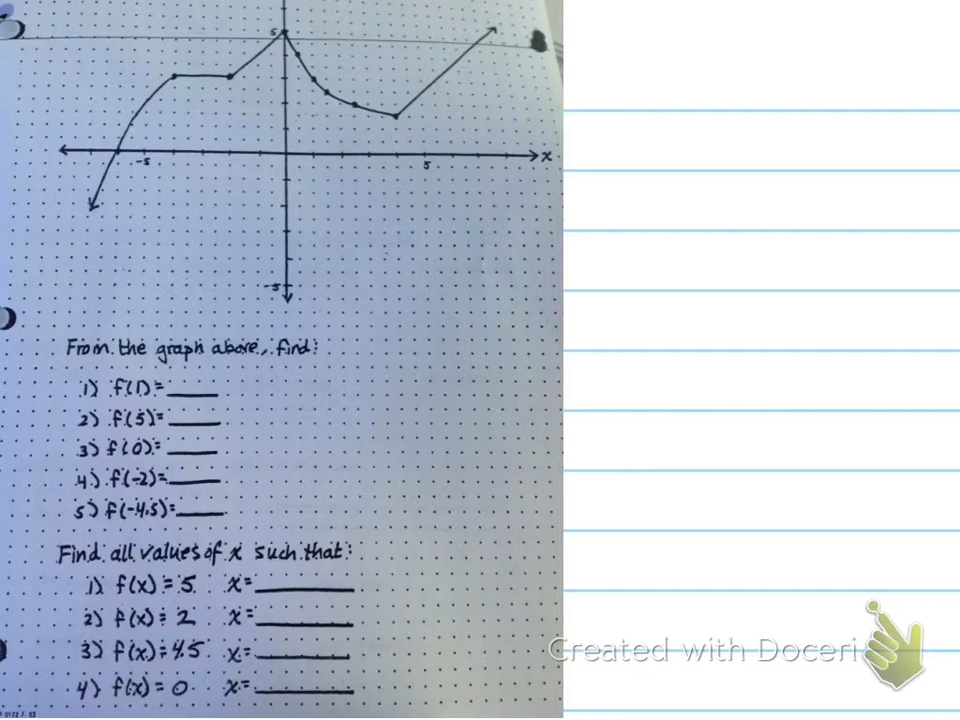 5
x
-5
5
-5
From the graph above, find:
1) f(1)=
2) f(5)=
3) f(0)=
4) f(-2)=
5) f(-4.5)=
Find all values of x such that:
1) f(x) = 5 x=
2) f(x) = 2 x=
3) f(x) = 4.5 x=
4) f(x) = 0 x=
Created with Doceri